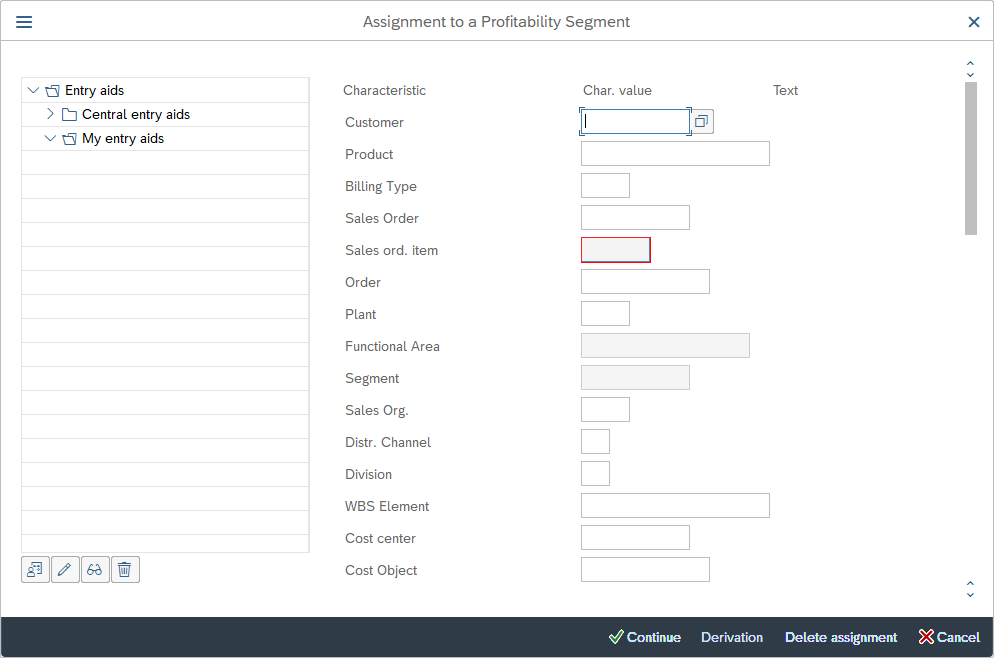 Assignment to a Profitability Segment
Entry aids
Central entry aids
My entry aids
Characteristic Char. value Text
Customer
Product
Billing Type
Sales Order
Sales ord. item
Order
Plant
Functional Area
Segment
Sales Org.
Distr. Channel
Division
WBS Element
Cost center
Cost Object
Continue Derivation Delete assignment Cancel